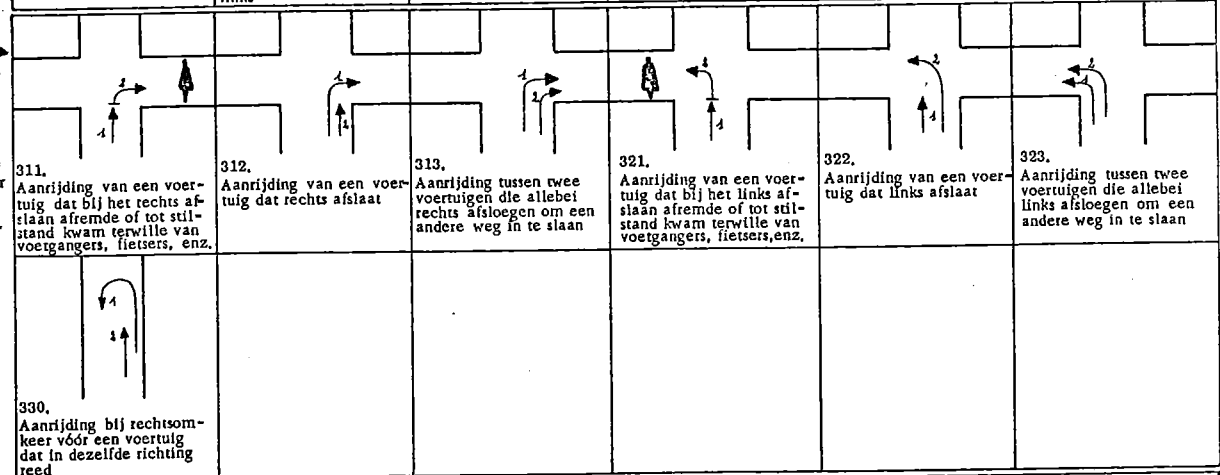 311.
Aanrijding van een voer-
tuig dat bij het rechts af-
slaan afremde of tot stil-
stand kwam terwille van
voetgangers, fietsers, enz.
312.
Aanrijding van een voer-
tuig dat rechts afslaat
313.
Aanrijding tussen twee
voertuigen die allebei
rechts afsloegen om een
andere weg in te slaan
321.
Aanrijding van een voer-
tuig dat bij het links af-
slaan afremde of tot stil-
stand kwam terwille van
voetgangers, fietsers,enz.
322.
Aanrijding van een voer-
tuig dat links afslaat
323.
Aanrijding tussen twee
voertuigen die allebei
links afsloegen om een
andere weg in te slaan
330.
Aanrijding bij rechtsom-
keer vóór een voertuig
dat in dezelfde richting
reed